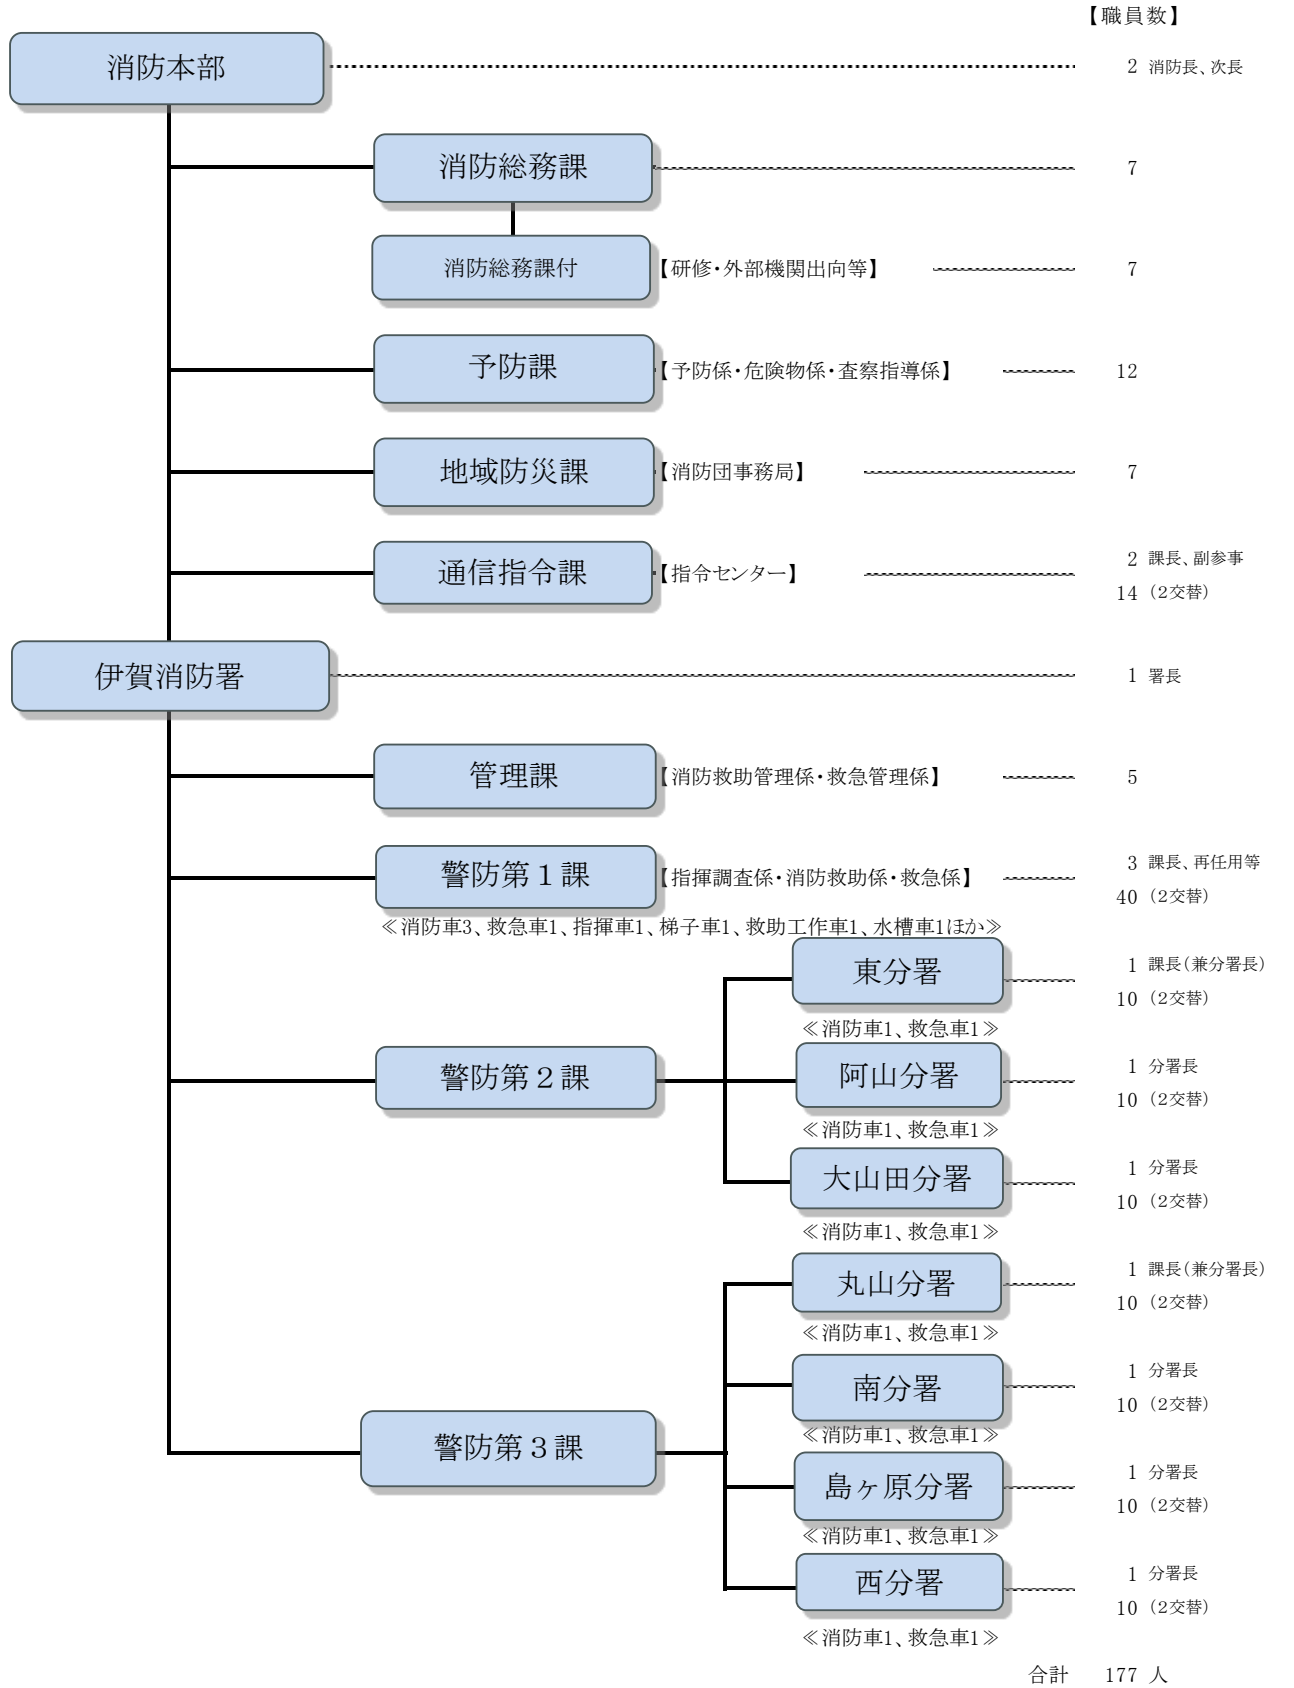 【職員数】
消防本部 2 消防長、次長
消防総務課 7
消防総務課付 【研修・外部機関出向等】 7
予防課 【予防係・危険物係・査察指導係】 12
地域防災課 【消防団事務局】 7
通信指令課 【指令センター】 2 課長、副参事
14 （2交替）
伊賀消防署 1 署長
管理課 【消防救助管理係・救急管理係】 5
警防第１課 【指揮調査係・消防救助係・救急係】 3 課長、再任用等
40 （2交替）
≪消防車3、救急車1、指揮車1、梯子車1、救助工作車1、水槽車1ほか≫
東分署 1 課長（兼分署長）
10 （2交替）
≪消防車1、救急車1≫
警防第２課 阿山分署 1 分署長
10 （2交替）
≪消防車1、救急車1≫
大山田分署 1 分署長
10 （2交替）
≪消防車1、救急車1≫
丸山分署 1 課長（兼分署長）
10 （2交替）
≪消防車1、救急車1≫
南分署 1 分署長
10 （2交替）
≪消防車1、救急車1≫
警防第３課
島ヶ原分署 1 分署長
10 （2交替）
≪消防車1、救急車1≫
西分署 1 分署長
10 （2交替）
≪消防車1、救急車1≫
合計 177 人